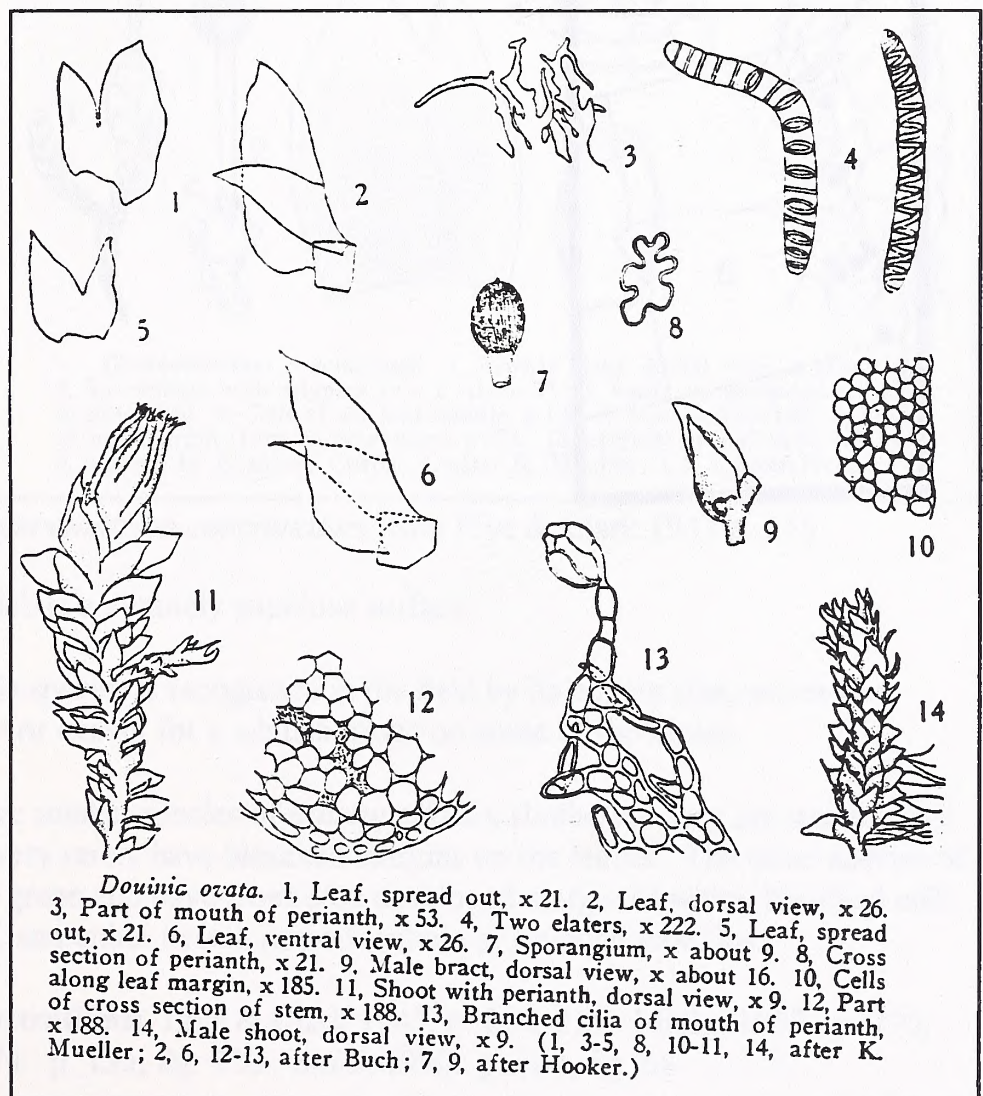 1
2
3
4
5
6
7
8
9
10
11
12
13
14
Douinic ovata. 1, Leaf, spread out, x 21. 2, Leaf, dorsal view, x 26.
3, Part of mouth of perianth, x 53. 4, Two elaters, x 222. 5, Leaf, spread
out, x 21. 6, Leaf, ventral view, x 26. 7, Sporangium, x about 9. 8, Cross
section of perianth, x 21. 9, Male bract, dorsal view, x about 16. 10, Cells
along leaf margin, x 185. 11, Shoot with perianth, dorsal view, x 9. 12, Part
of cross section of stem, x 188. 13, Branched cilia of mouth of perianth,
x 188. 14, Male shoot, dorsal view, x 9. (1, 3-5, 8, 10-11, 14, after K.
Mueller; 2, 6, 12-13, after Buch; 7, 9, after Hooker.)